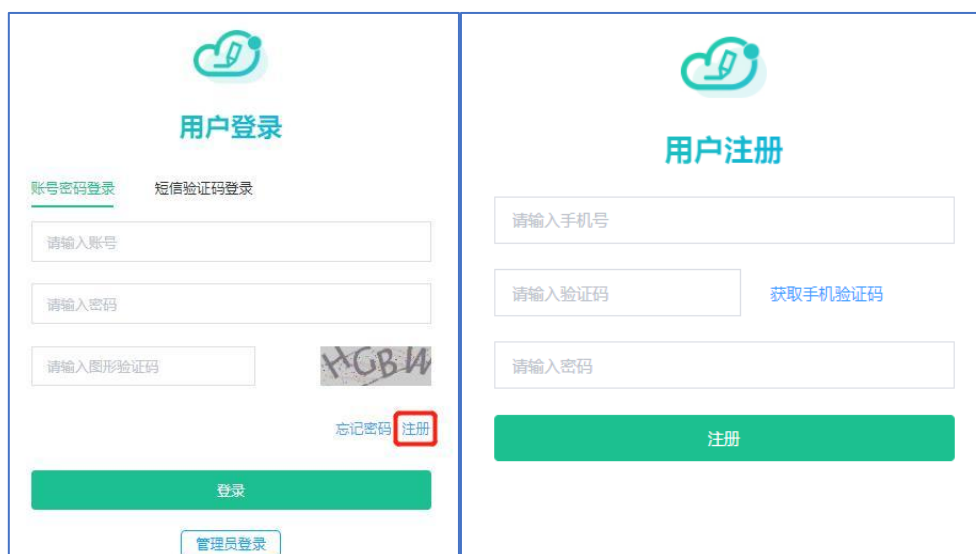 用户登录
账号密码登录 短信验证码登录
请输入账号
请输入密码
请输入图形验证码 HGBW
忘记密码 注册
登录
管理员登录
用户注册
请输入手机号
请输入验证码 获取手机验证码
请输入密码
注册